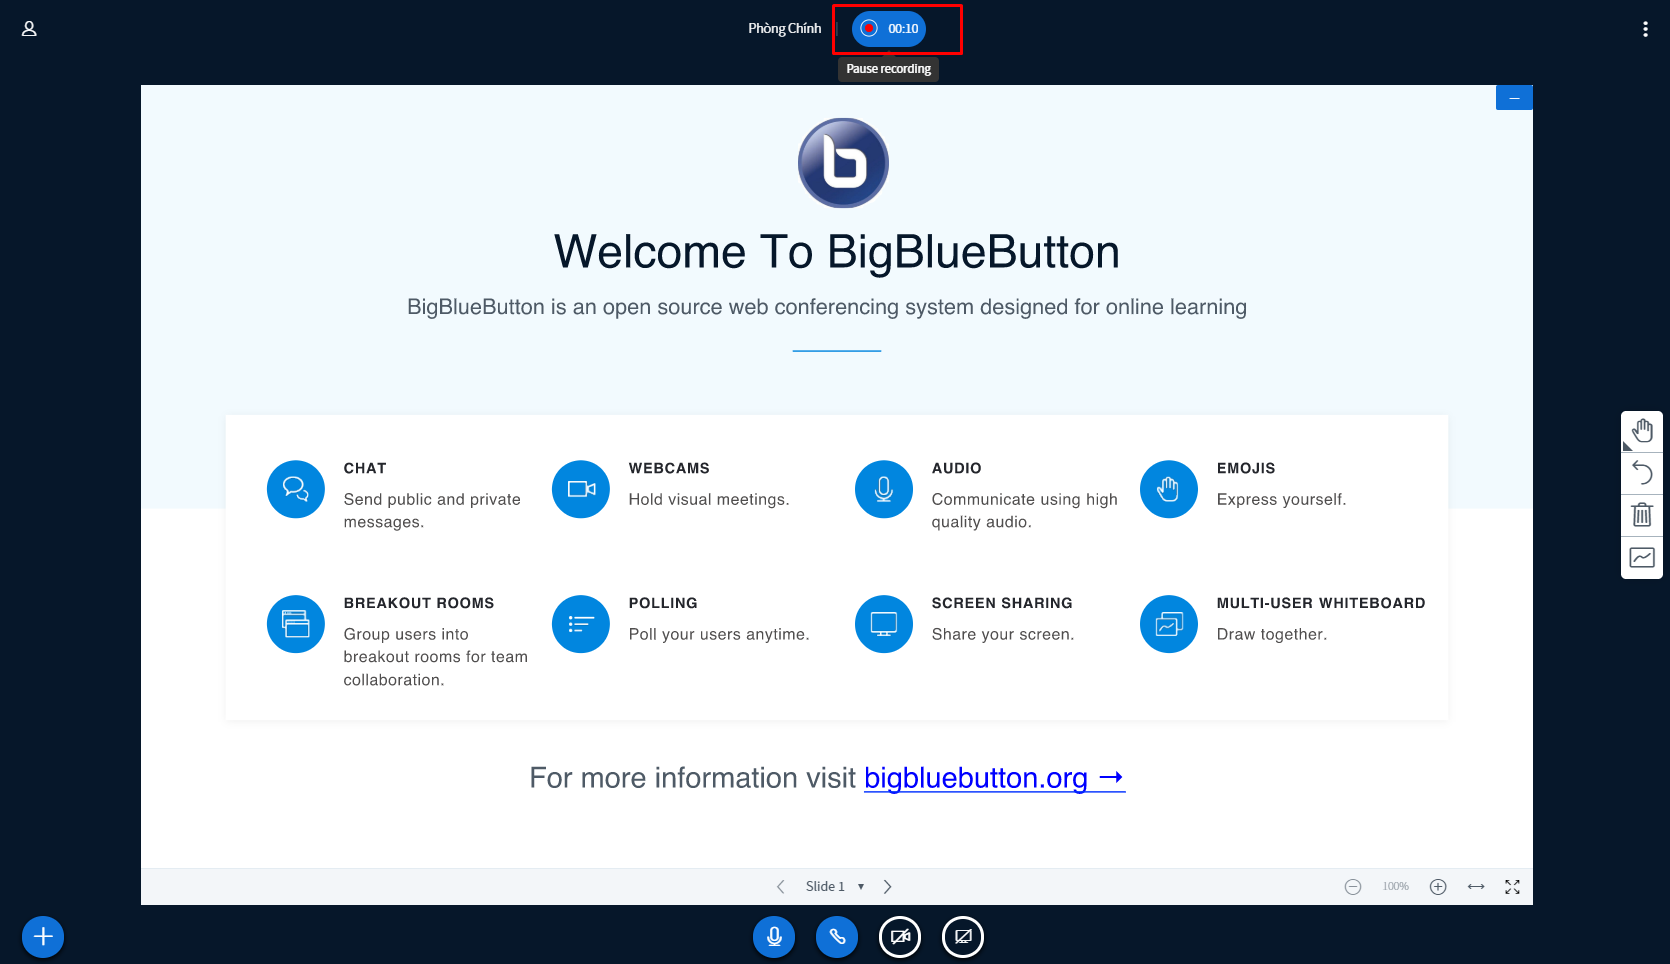 Phòng Chính
00:10
Pause recording
Welcome To BigBlueButton
BigBlueButton is an open source web conferencing system designed for online learning
CHAT
Send public and private
messages.
WEBCAMS
Hold visual meetings.
AUDIO
Communicate using high
quality audio.
EMOJIS
Express yourself.
BREAKOUT ROOMS
Group users into
breakout rooms for team
collaboration.
POLLING
Poll your users anytime.
SCREEN SHARING
Share your screen.
MULTI-USER WHITEBOARD
Draw together.
For more information visit bigbluebutton.org →
Slide 1
100%